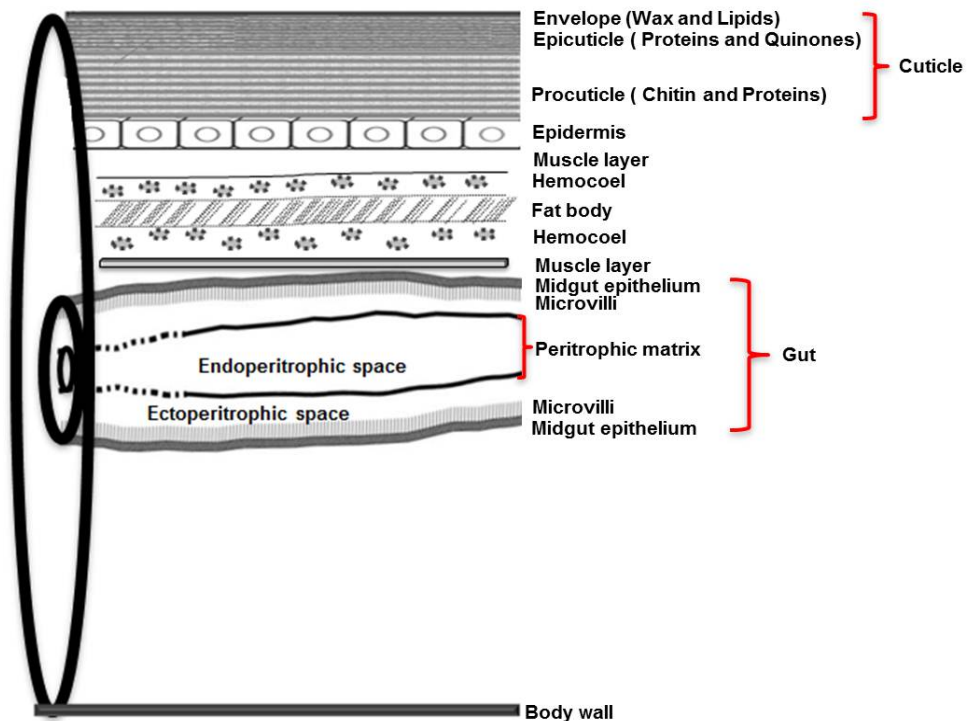 Envelope (Wax and Lipids)
Epicuticle ( Proteins and Quinones)
Cuticle
Procuticle ( Chitin and Proteins)
Epidermis
Muscle layer
Hemocoel
Fat body
Hemocoel
Muscle layer
Midgut epithelium
Microvilli
Peritrophic matrix
Gut
Endoperitrophic space
Ectoperitrophic space
Microvilli
Midgut epithelium
Body wall